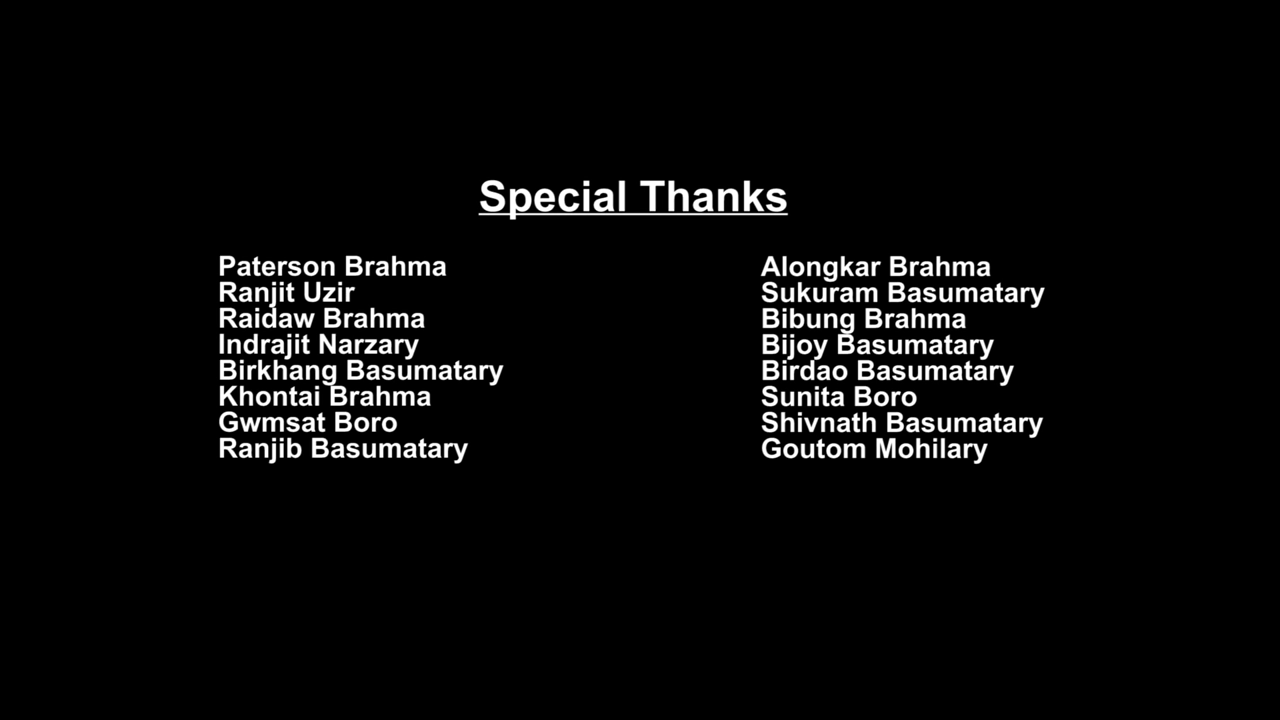 Special Thanks
Paterson Brahma
Ranjit Uzir
Raidaw Brahma
Indrajit Narzary
Birkhang Basumatary
Khontai Brahma
Gwmsat Boro
Ranjib Basumatary
Alongkar Brahma
Sukuram Basumatary
Bibung Brahma
Bijoy Basumatary
Birdao Basumatary
Sunita Boro
Shivnath Basumatary
Goutom Mohilary